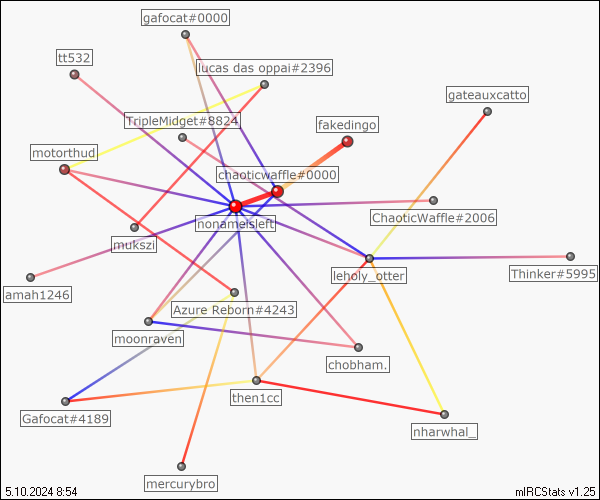 gafocat#0000
tt532
lucas das oppai#2396
gateauxcatto
TripleMidget#8824
fakedingo
motorthud
chaoticwaffle#0000
ChaoticWaffle#2006
nonameisleft
mukszi
leholy_otter
Thinker#5995
amah1246
Azure Reborn#4243
moonraven
chobham.
then1cc
Gafocat#4189
nharwhal_
mercurybro
5.10.2024 8:54
mIRCStats v1.25